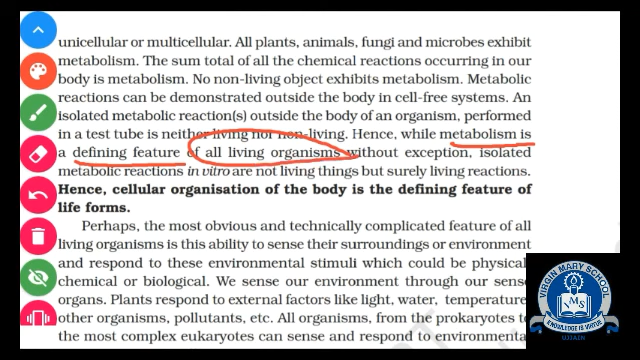 unicellular or multicellular. All plants, animals, fungi and microbes exhibit
metabolism. The sum total of all the chemical reactions occurring in our
body is metabolism. No non-living object exhibits metabolism. Metabolic
reactions can be demonstrated outside the body in cell-free systems. An
isolated metabolic reaction(s) outside the body of an organism, performed
in a test tube is neither living nor non-living. Hence, while metabolism is
a defining feature of all living organisms without exception, isolated
metabolic reactions in vitro are not living things but surely living reactions.
Hence, cellular organisation of the body is the defining feature of
life forms.
Perhaps, the most obvious and technically complicated feature of all
living organisms is this ability to sense their surroundings or environment
and respond to these environmental stimuli which could be physical,
chemical or biological. We sense our environment through our sense
organs. Plants respond to external factors like light, water, temperature,
other organisms, pollutants, etc. All organisms, from the prokaryotes to
the most complex eukaryotes can sense and respond to environmental
VIRGIN MARY SCHOOL
MS
KNOWLEDGE IS VIRTUE
UJJAIN